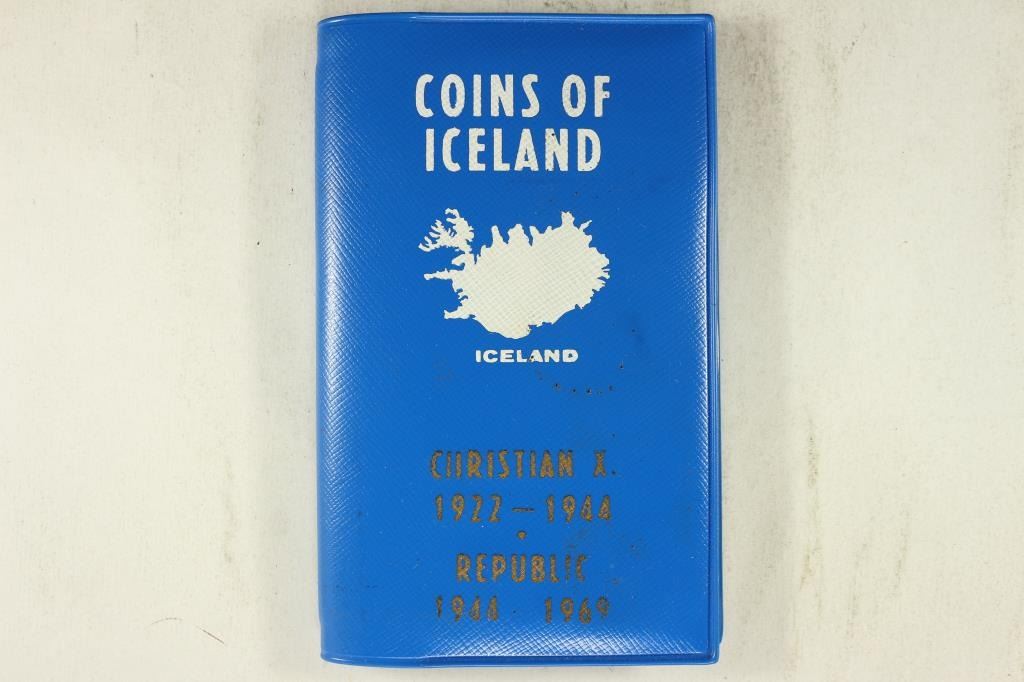 COINS OF
ICELAND
ICELAND
CHRISTIAN X.
1922 — 1944
REPUBLIC
1944 1969